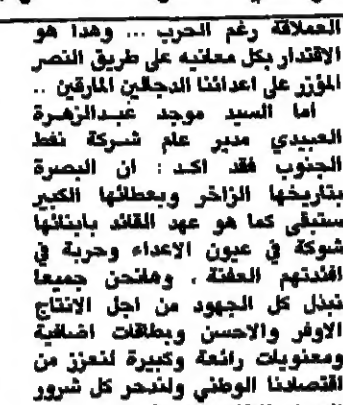 العملاقة رغم الحرب ... وهذا هو
الاقتدار بكل معانيه على طريق النصر
المؤزر على اعدائنا الدجالين المارقين ..
اما السيد موجد عبدالزهرة
العبيدي مدير عام شركة نفط
الجنوب فقد اكد : ان البصرة
بتاريخها الزاخر وبعطائها الكبير
ستبقى كما هو عهد القائد بابنائها
شوكة في عيون الاعداء وحربة في
افئدتهم العفنة . وهانحن جميعا
نبذل كل الجهود من اجل الانتاج
الاوفر والاحسن وبطاقات اضافية
ومعنويات رائعة وكبيرة لنعزز من
اقتصادنا الوطني ولندحر كل شرور